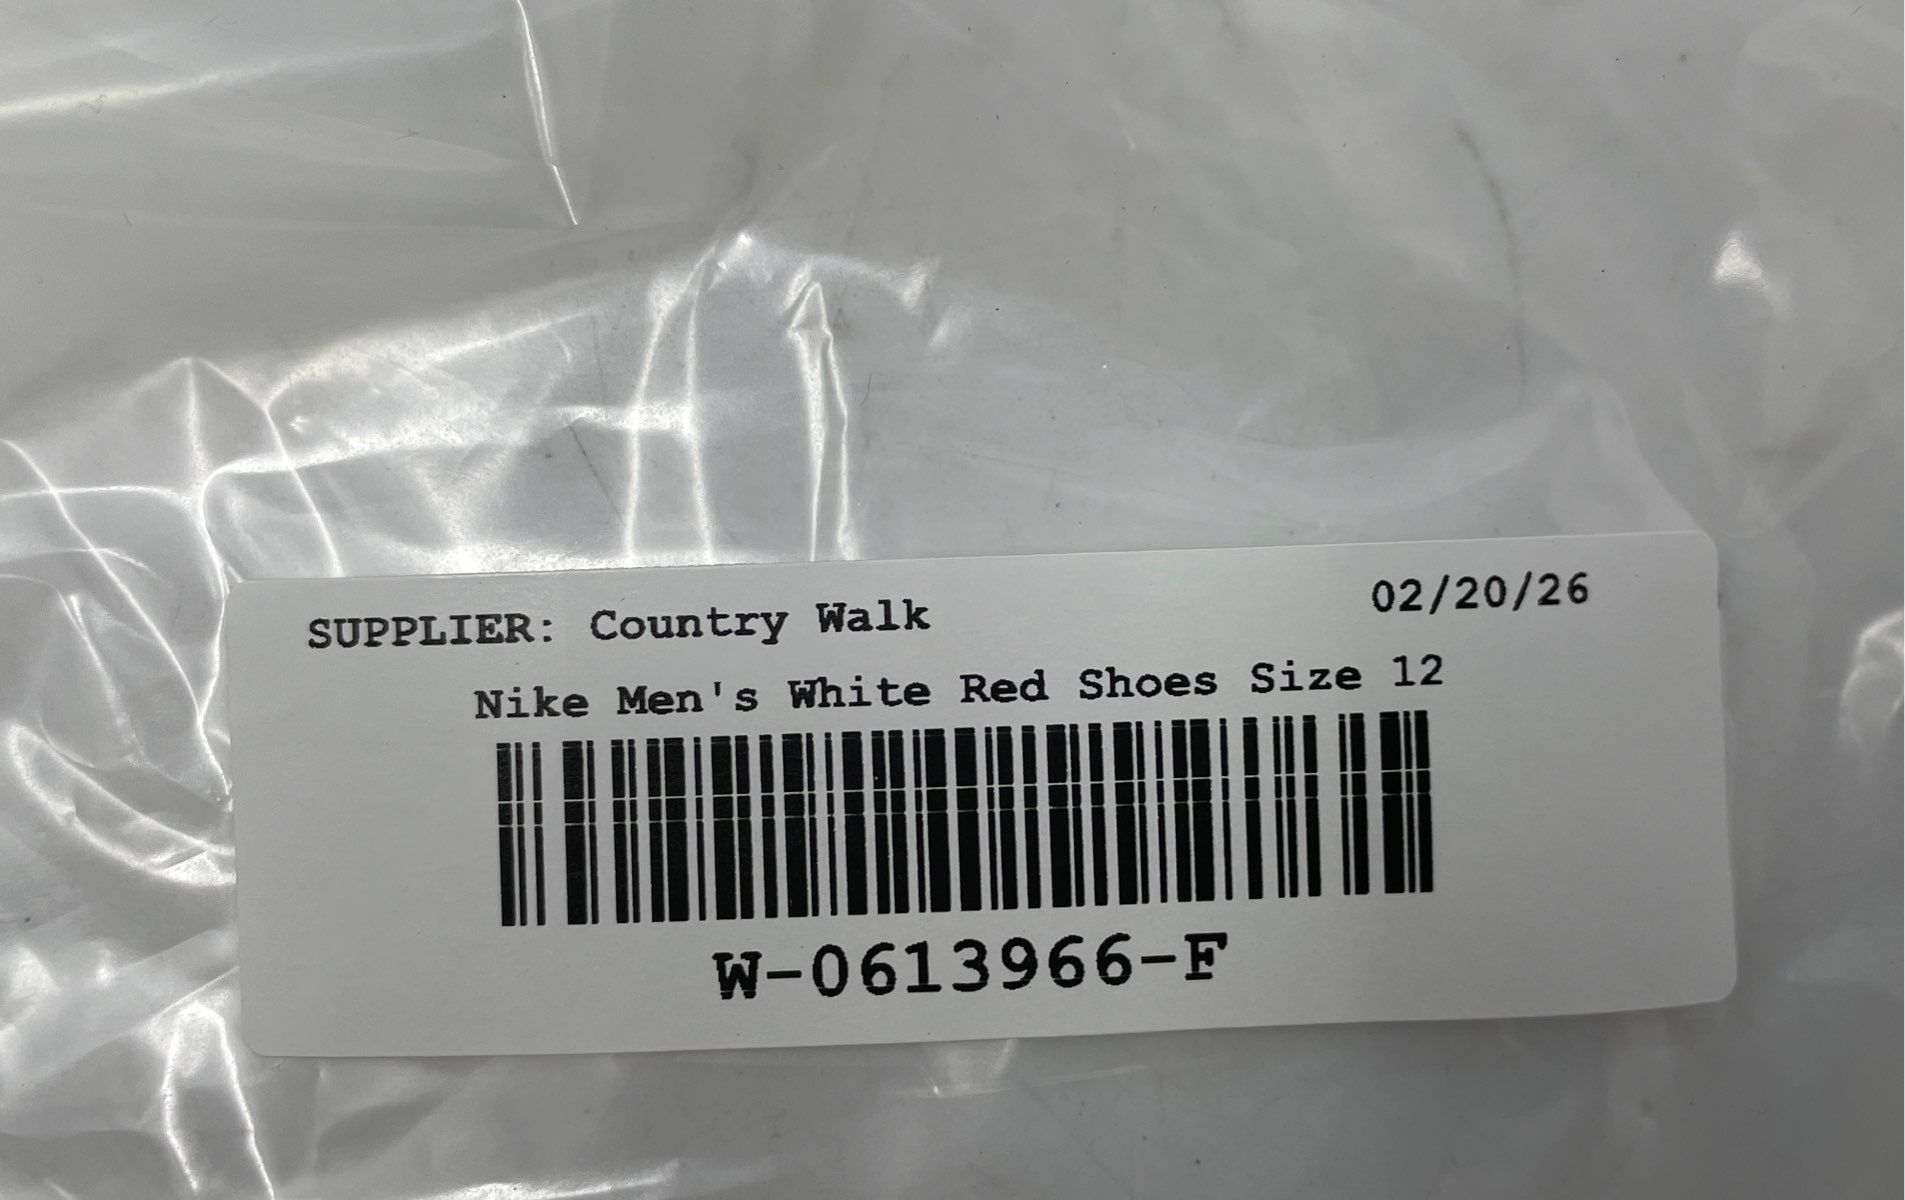 SUPPLIER: Country Walk 02/20/26
Nike Men's White Red Shoes Size 12
W-0613966-F